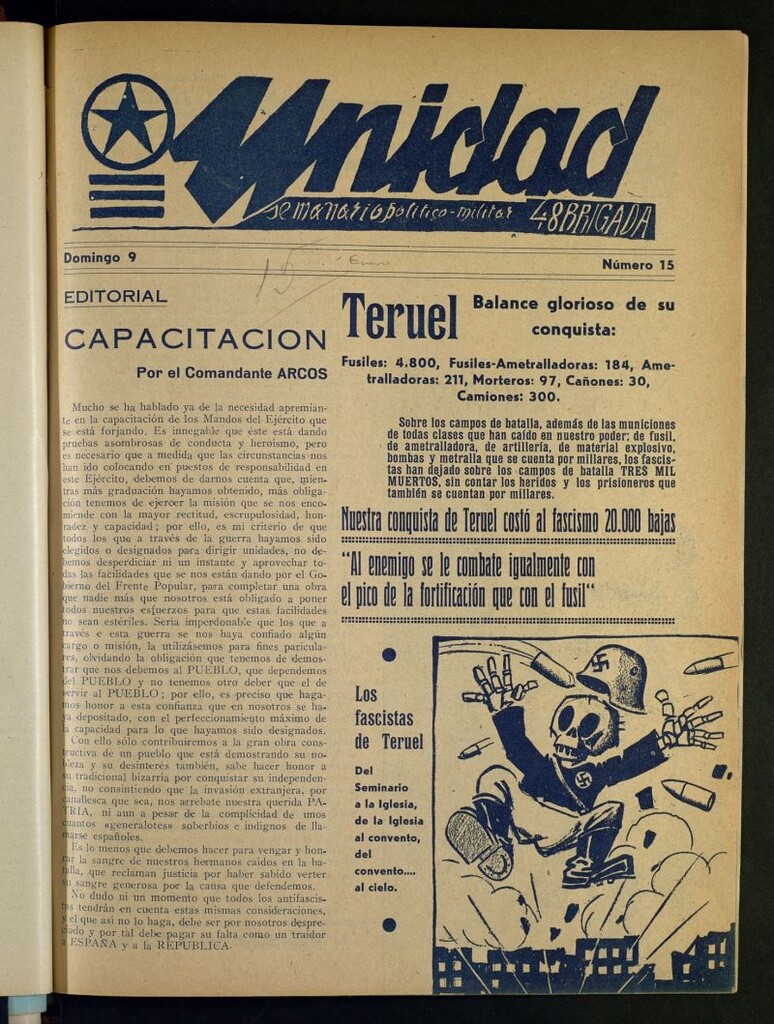 Unidad
semanario político-militar 48 BRIGADA
Domingo 9
Número 15
15 Enero
EDITORIAL
CAPACITACION
Por el Comandante ARCOS
Mucho se ha hablado ya de la necesidad apremian-
te en la capacitación de los Mandos del Ejército que
se está forjando. Es innegable que éste está dando
pruebas asombrosas de conducta y heroísmo, pero
es necesario que a medida que las circunstancias nos
han ido colocando en puestos de responsabilidad en
este Ejército, debemos de darnos cuenta que, mien-
tras más graduación hayamos obtenido, más obliga-
ción tenemos de ejercer la misión que se nos enco-
miende con la mayor rectitud, escrupulosidad, hon-
radez y capacidad; por ello, es mi criterio de que
todos los que a través de la guerra hayamos sido
elegidos o designados para dirigir unidades, no de-
bemos desperdiciar ni un instante y aprovechar to-
das las facilidades que se nos están dando por el Go-
bierno del Frente Popular, para completar una obra
que nadie más que nosotros está obligado a poner
todos nuestros esfuerzos para que estas facilidades
no sean estériles. Sería imperdonable que los que a
través e esta guerra se nos haya confiado algún
cargo o misión, la utilizásemos para fines particula-
res, olvidando la obligación que tenemos de demos-
trar que nos debemos al PUEBLO, que dependemos
del PUEBLO y no tenemos otro deber que el de
servir al PUEBLO; por ello, es preciso que haga-
mos honor a esta confianza que en nosotros se ha-
ya depositado, con el perfeccionamiento máximo de
la capacidad para lo que hayamos sido designados.
Con ello sólo contribuiremos a la gran obra cons-
tructiva de un pueblo que está demostrando su no-
bleza y su desinterés también, sabe hacer honor a
su tradicional bizarría por conquistar su independen-
cia, no consintiendo que la invasión extranjera, por
canallesca que sea, nos arrebate nuestra querida PA-
TRIA, ni aun a pesar de la complicidad de unos
cuantos «generalotes» soberbios e indignos de lla-
marse españoles.
Es lo menos que debemos hacer para vengar y hon-
rar la sangre de nuestros hermanos caídos en la ba-
talla, que reclaman justicia por haber sabido verter
su sangre generosa por la causa que defendemos.
No dudo ni un momento que todos los antifascis-
tas tendrán en cuenta estas mismas consideraciones,
y el que así no lo haga, debe ser por nosotros despre-
ciado y por tal debe pagar su falta como un traidor
a ESPAÑA y a la REPUBLICA.
Teruel
Balance glorioso de su
conquista:
Fusiles: 4.800, Fusiles-Ametralladoras: 184, Ame-
tralladoras: 211, Morteros: 97, Cañones: 30,
Camiones: 300.
Sobre los campos de batalla, además de las municiones
de todas clases que han caído en nuestro poder; de fusil,
de ametralladora, de artillería, de material explosivo,
bombas y metralla que se cuenta por millares, los fascis-
tas han dejado sobre los campos de batalla TRES MIL
MUERTOS, sin contar los heridos y los prisioneros que
también se cuentan por millares.
Nuestra conquista de Teruel costó al fascismo 20.000 bajas
"Al enemigo se le combate igualmente con
el pico de la fortificación que con el fusil"
Los
fascistas
de Teruel
Del
Seminario
a la Iglesia,
de la Iglesia
al convento,
del
convento....
al cielo.